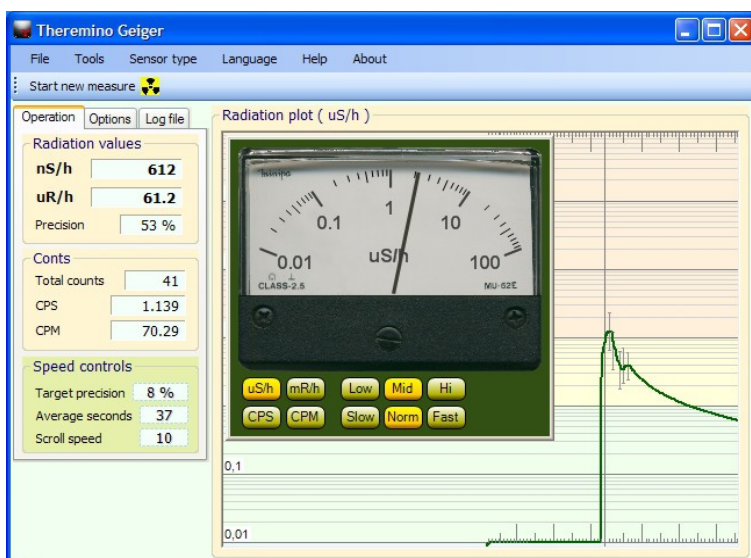 Theremino Geiger
File Tools Sensor type Language Help About
Start new measure
Operation Options Log file
Radiation values
nS/h 612
uR/h 61.2
Precision 53 %
Conts
Total counts 41
CPS 1.139
CPM 70.29
Speed controls
Target precision 8 %
Average seconds 37
Scroll speed 10
Radiation plot ( uS/h )
0.01 0.1 1 10 100
uS/h
CLASS-2.5 MU-62E
uS/h mR/h Low Mid Hi
CPS CPM Slow Norm Fast
0,1
0,01